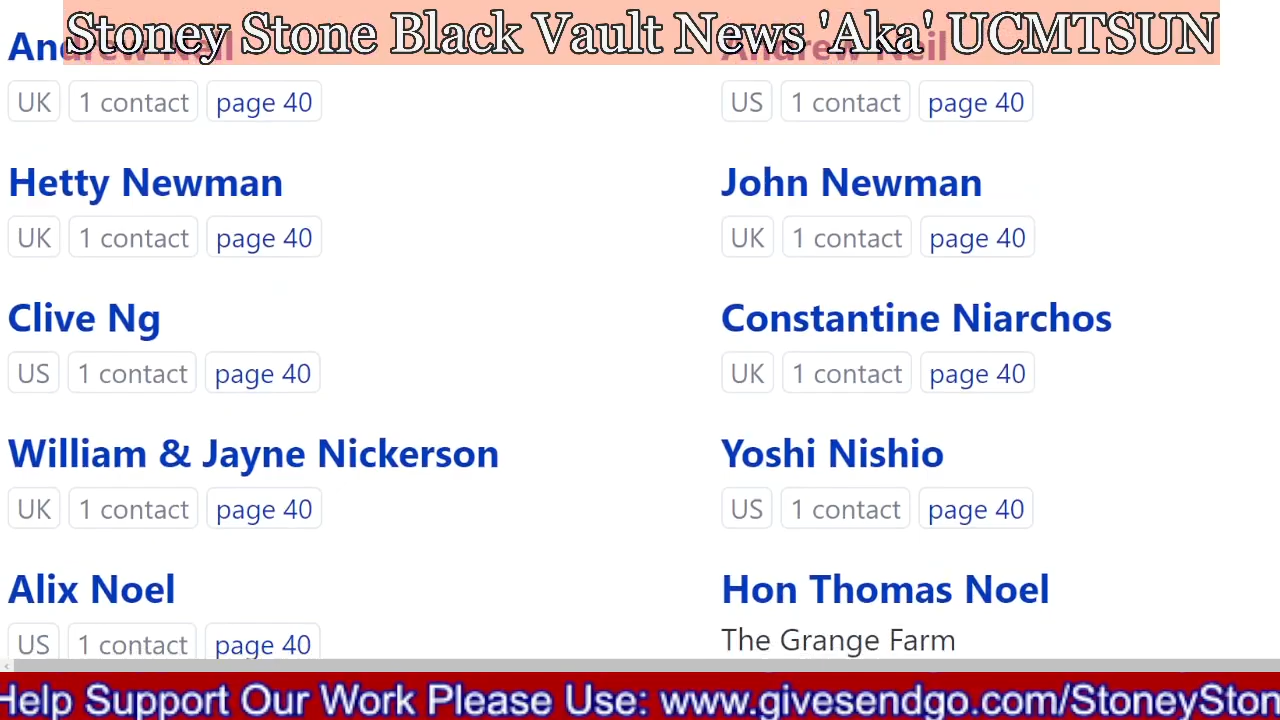 Stoney Stone Black Vault News 'Aka' UCMTSUN
Andrew Neil
Andrew Neil
UK 1 contact page 40
US 1 contact page 40
Hetty Newman
John Newman
UK 1 contact page 40
UK 1 contact page 40
Clive Ng
Constantine Niarchos
US 1 contact page 40
UK 1 contact page 40
William & Jayne Nickerson
Yoshi Nishio
UK 1 contact page 40
US 1 contact page 40
Alix Noel
Hon Thomas Noel
US 1 contact page 40
The Grange Farm
Help Support Our Work Please Use: www.givesendgo.com/StoneySton